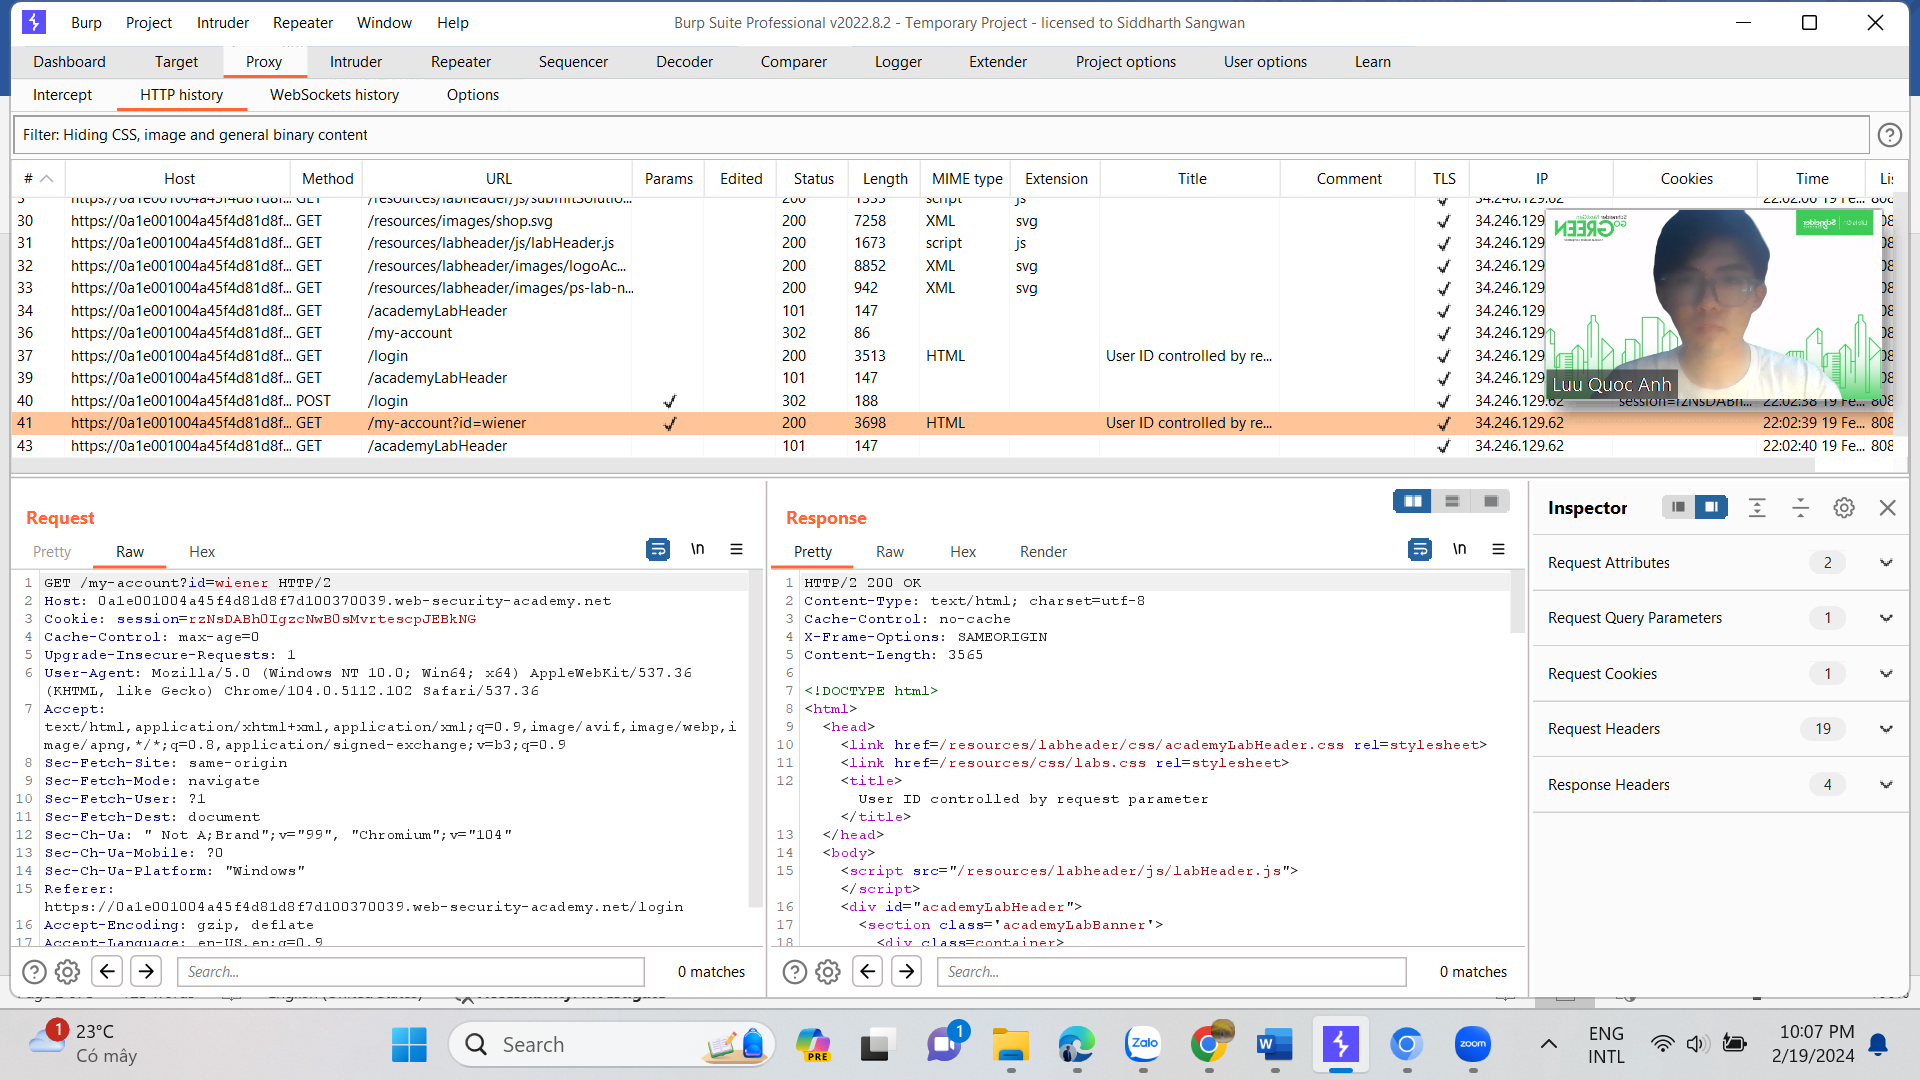 Burp Project Intruder Repeater Window Help
Burp Suite Professional v2022.8.2 - Temporary Project - licensed to Siddharth Sangwan
Dashboard Target Proxy Intruder Repeater Sequencer Decoder Comparer Logger Extender Project options User options Learn
Intercept HTTP history WebSockets history Options
Filter: Hiding CSS, image and general binary content
# Host Method URL Params Edited Status Length MIME type Extension Title Comment TLS IP Cookies Time
30 https://0a1e001004a45f4d81d8f... GET /resources/images/shop.svg 200 7258 XML svg 34.246.129
31 https://0a1e001004a45f4d81d8f... GET /resources/labheader/js/labHeader.js 200 1673 script js 34.246.129
32 https://0a1e001004a45f4d81d8f... GET /resources/labheader/images/logoAc... 200 8852 XML svg 34.246.129
33 https://0a1e001004a45f4d81d8f... GET /resources/labheader/images/ps-lab-n... 200 942 XML svg 34.246.129
34 https://0a1e001004a45f4d81d8f... GET /academyLabHeader 101 147 34.246.129
36 https://0a1e001004a45f4d81d8f... GET /my-account 302 86 34.246.129
37 https://0a1e001004a45f4d81d8f... GET /login 200 3513 HTML User ID controlled by re... 34.246.129
39 https://0a1e001004a45f4d81d8f... GET /academyLabHeader 101 147 34.246.129
40 https://0a1e001004a45f4d81d8f... POST /login 302 188 34.246.129.62
41 https://0a1e001004a45f4d81d8f... GET /my-account?id=wiener 200 3698 HTML User ID controlled by re... 34.246.129.62 22:02:39 19 Fe... 808
43 https://0a1e001004a45f4d81d8f... GET /academyLabHeader 101 147 34.246.129.62 22:02:40 19 Fe... 808
GO GREEN
Luu Quoc Anh
Request
Pretty Raw Hex \n
1 GET /my-account?id=wiener HTTP/2
2 Host: 0a1e001004a45f4d81d8f7d100370039.web-security-academy.net
3 Cookie: session=rzNsDABh0IgzcNwB0sMvrtescpJEBkNG
4 Cache-Control: max-age=0
5 Upgrade-Insecure-Requests: 1
6 User-Agent: Mozilla/5.0 (Windows NT 10.0; Win64; x64) AppleWebKit/537.36
(KHTML, like Gecko) Chrome/104.0.5112.102 Safari/537.36
7 Accept:
text/html,application/xhtml+xml,application/xml;q=0.9,image/avif,image/webp,i
mage/apng,*/*;q=0.8,application/signed-exchange;v=b3;q=0.9
8 Sec-Fetch-Site: same-origin
9 Sec-Fetch-Mode: navigate
10 Sec-Fetch-User: ?1
11 Sec-Fetch-Dest: document
12 Sec-Ch-Ua: " Not A;Brand";v="99", "Chromium";v="104"
13 Sec-Ch-Ua-Mobile: ?0
14 Sec-Ch-Ua-Platform: "Windows"
15 Referer:
https://0a1e001004a45f4d81d8f7d100370039.web-security-academy.net/login
16 Accept-Encoding: gzip, deflate
17 Accept-Language: en-US,en;q=0.9
Search... 0 matches
Response
Pretty Raw Hex Render \n
1 HTTP/2 200 OK
2 Content-Type: text/html; charset=utf-8
3 Cache-Control: no-cache
4 X-Frame-Options: SAMEORIGIN
5 Content-Length: 3565
6
7 <!DOCTYPE html>
8 <html>
9 <head>
10 <link href=/resources/labheader/css/academyLabHeader.css rel=stylesheet>
11 <link href=/resources/css/labs.css rel=stylesheet>
12 <title>
User ID controlled by request parameter
</title>
13 </head>
14 <body>
15 <script src="/resources/labheader/js/labHeader.js">
</script>
16 <div id="academyLabHeader">
17 <section class='academyLabBanner'>
18 <div class=container>
Search... 0 matches
Inspector
Request Attributes 2
Request Query Parameters 1
Request Cookies 1
Request Headers 19
Response Headers 4
1 23°C
Có mây
Search
PRE
1
Zalo
W
zoom
ENG
INTL
10:07 PM
2/19/2024